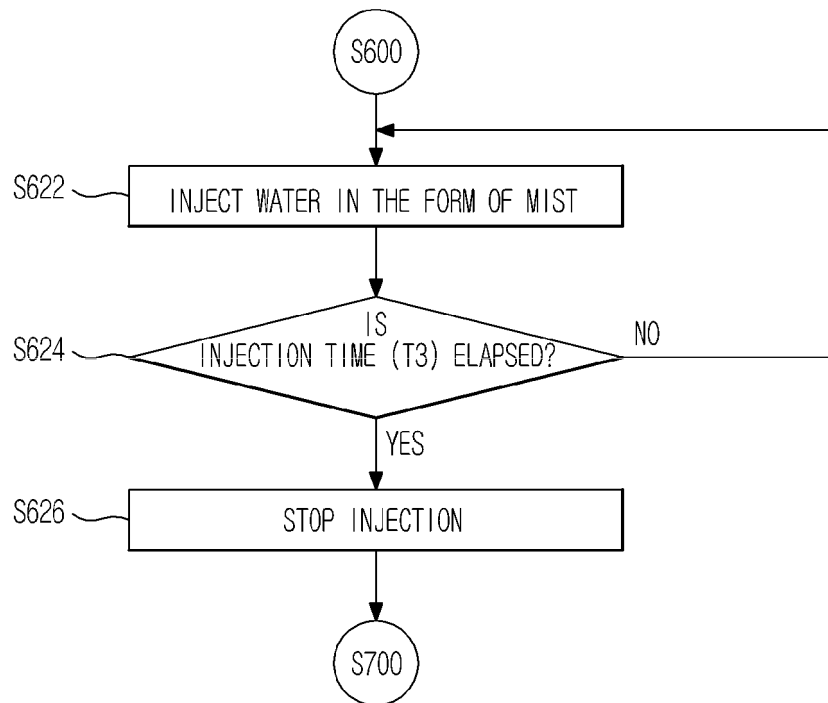 S600
S622
INJECT WATER IN THE FORM OF MIST
S624
IS
INJECTION TIME (T3) ELAPSED?
NO
YES
S626
STOP INJECTION
S700